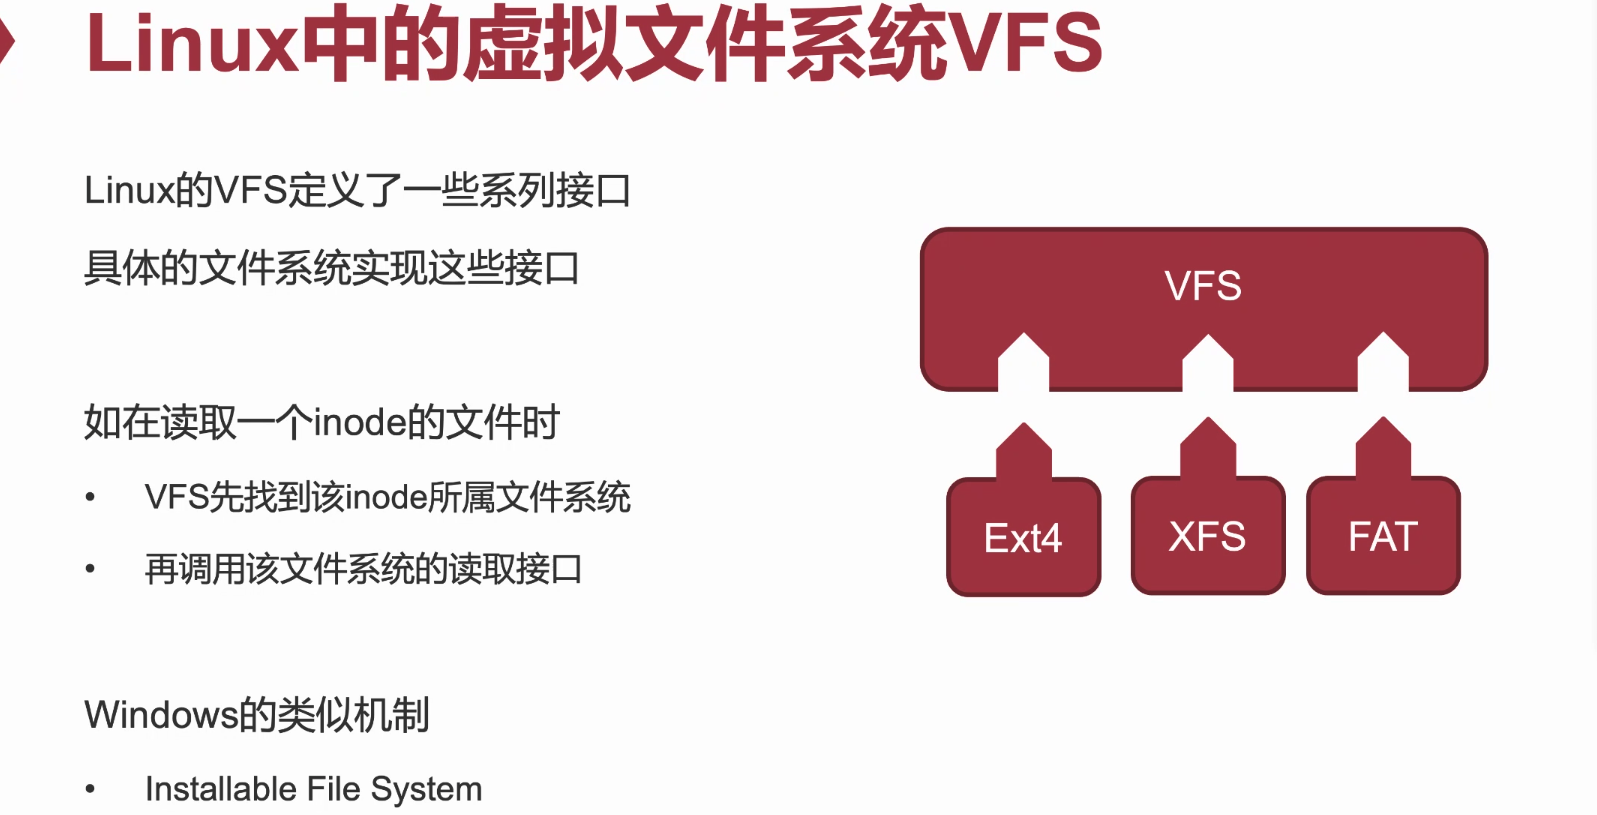 Linux中的虚拟文件系统VFS
Linux的VFS定义了一些系列接口
具体的文件系统实现这些接口
如在读取一个inode的文件时
• VFS先找到该inode所属文件系统
• 再调用该文件系统的读取接口
Windows的类似机制
• Installable File System
VFS
Ext4
XFS
FAT